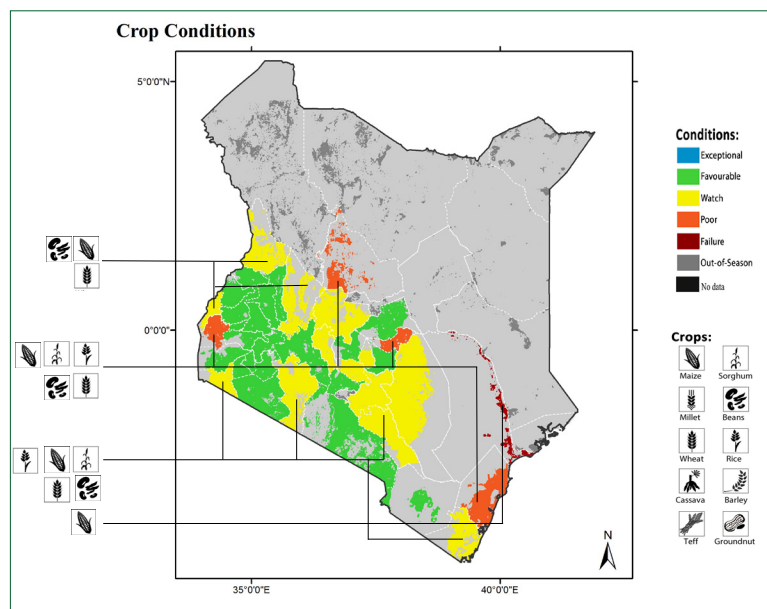 Crop Conditions
5°0'0"N
0°0'0"
35°0'0"E
40°0'0"E
N
Conditions:
Exceptional
Favourable
Watch
Poor
Failure
Out-of-Season
No data
Crops:
Maize
Sorghum
Millet
Beans
Wheat
Rice
Cassava
Barley
Teff
Groundnut